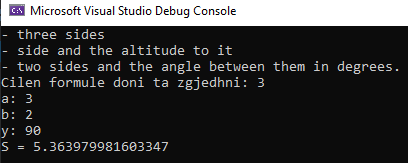 Microsoft Visual Studio Debug Console
- three sides
- side and the altitude to it
- two sides and the angle between them in degrees.
Cilen formule doni ta zgjedhni: 3
a: 3
b: 2
y: 90
S = 5.363979981603347